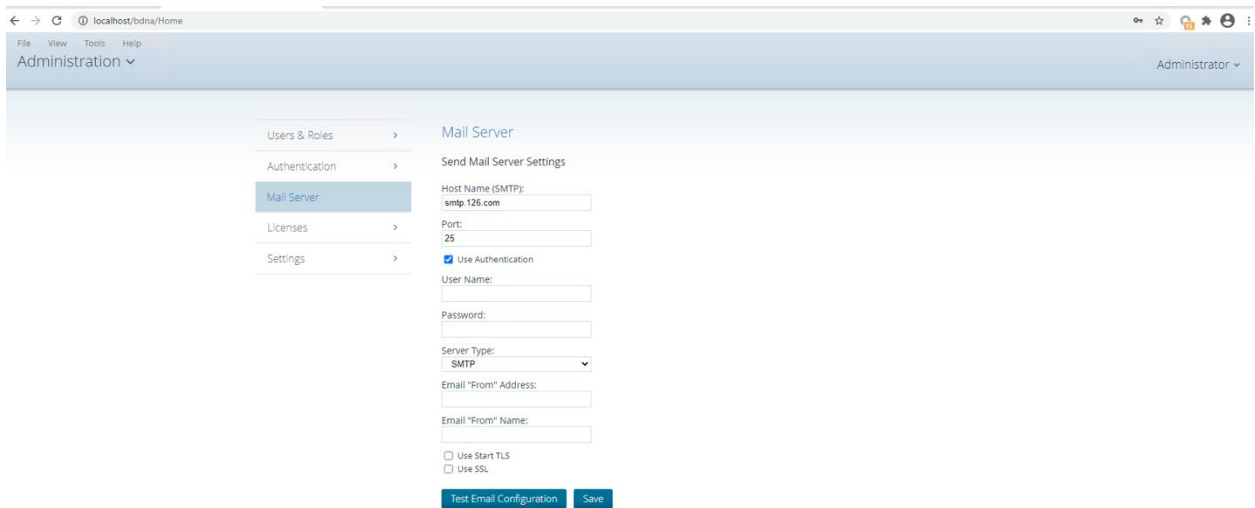 localhost/bdna/Home
File View Tools Help
Administration
Administrator
Users & Roles
Authentication
Mail Server
Licenses
Settings
Mail Server
Send Mail Server Settings
Host Name (SMTP):
smtp.126.com
Port:
25
Use Authentication
User Name:
Password:
Server Type:
SMTP
Email "From" Address:
Email "From" Name:
Use Start TLS
Use SSL
Test Email Configuration Save